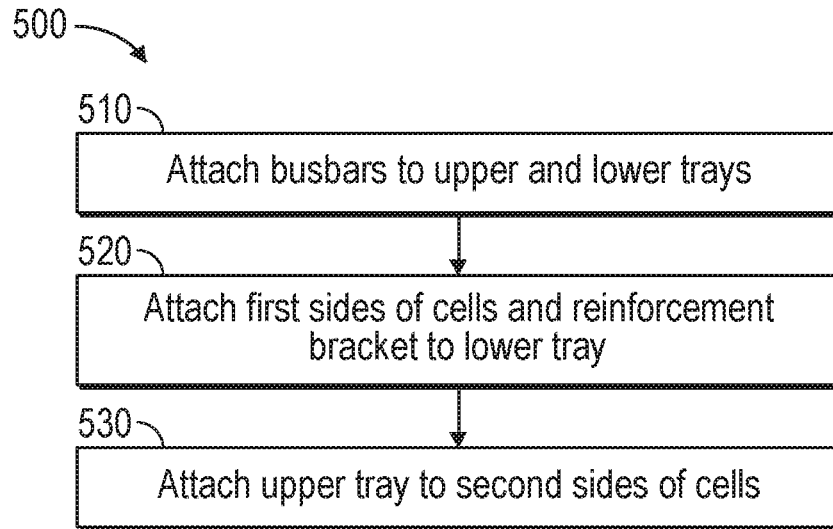 500
510
Attach busbars to upper and lower trays
520
Attach first sides of cells and reinforcement
bracket to lower tray
530
Attach upper tray to second sides of cells